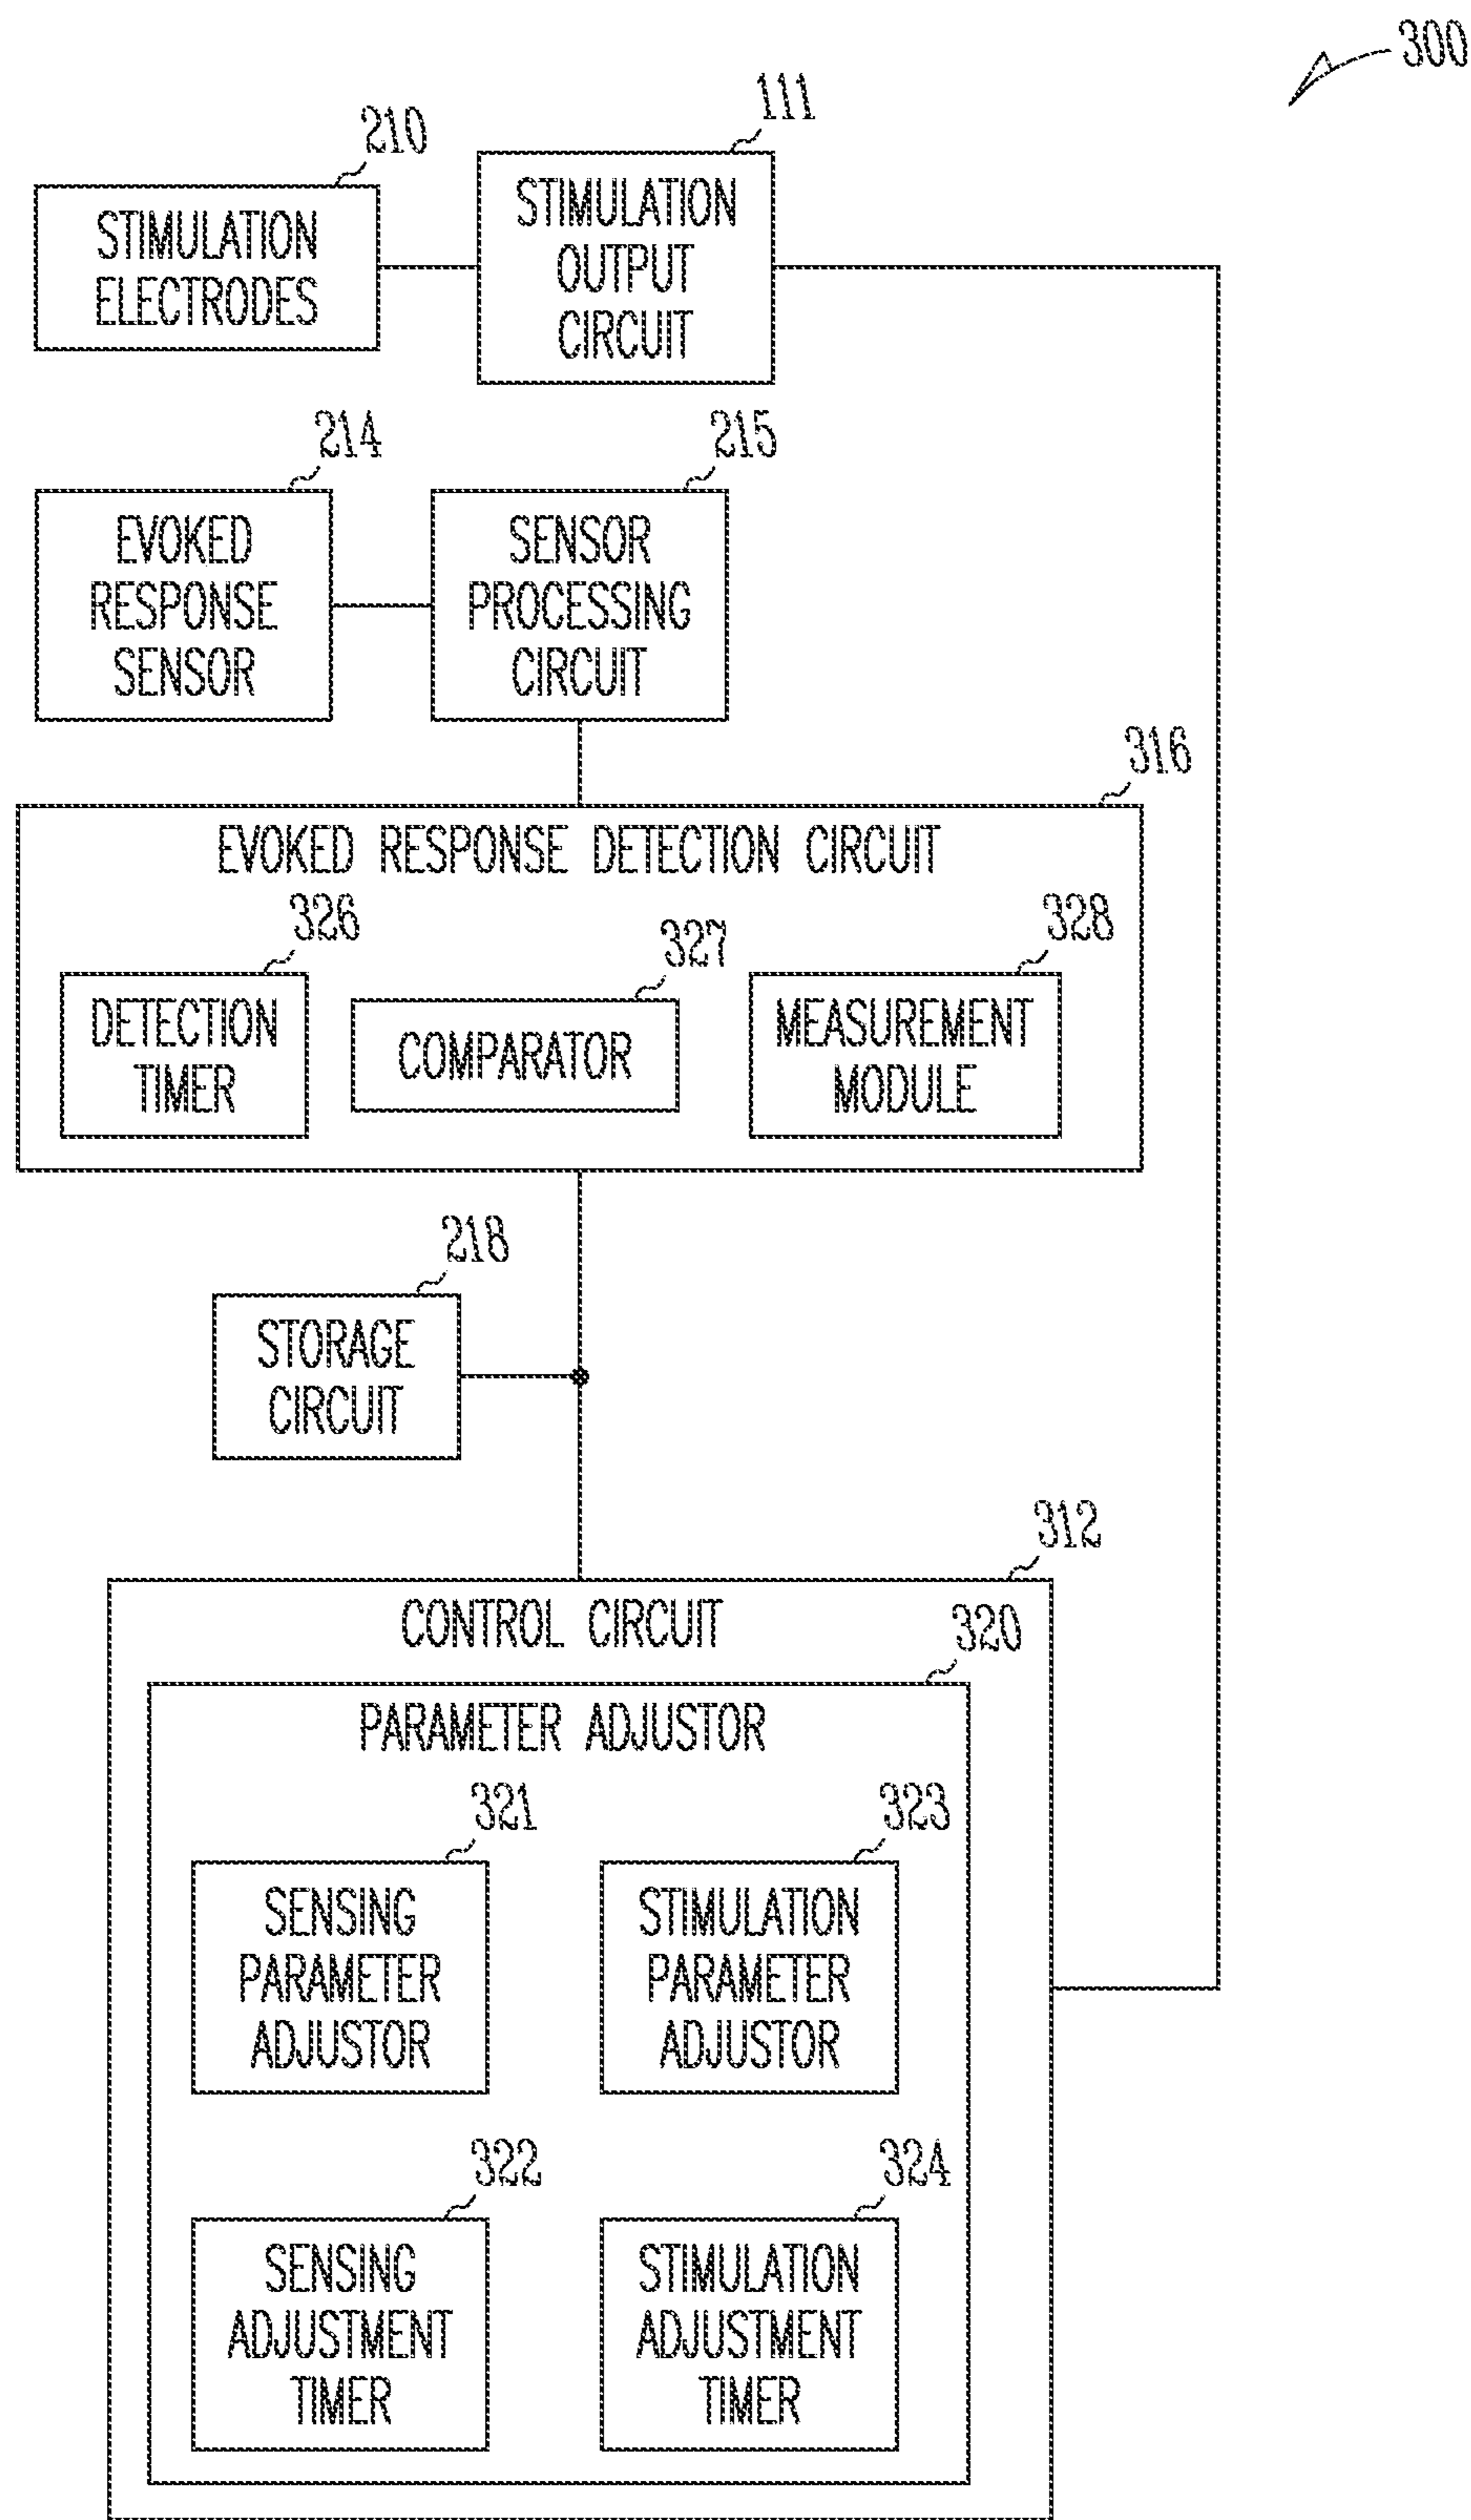 300
111
210
STIMULATION
ELECTRODES
STIMULATION
OUTPUT
CIRCUIT
214
215
EVOKED
RESPONSE
SENSOR
SENSOR
PROCESSING
CIRCUIT
316
EVOKED RESPONSE DETECTION CIRCUIT
326
327
328
DETECTION
TIMER
COMPARATOR
MEASUREMENT
MODULE
218
STORAGE
CIRCUIT
312
CONTROL CIRCUIT
320
PARAMETER ADJUSTOR
321
323
SENSING
PARAMETER
ADJUSTOR
STIMULATION
PARAMETER
ADJUSTOR
322
324
SENSING
ADJUSTMENT
TIMER
STIMULATION
ADJUSTMENT
TIMER